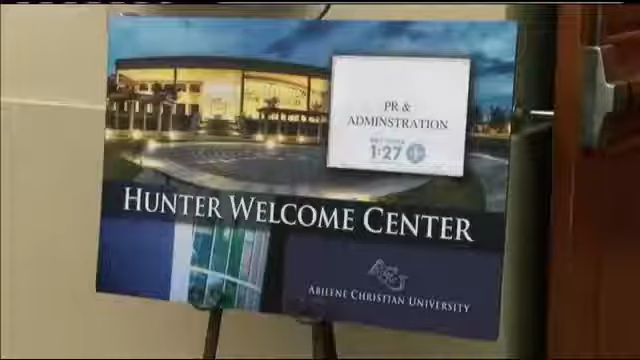 PR &
ADMINSTRATION
1:27
HUNTER WELCOME CENTER
ACU
ABILENE CHRISTIAN UNIVERSITY